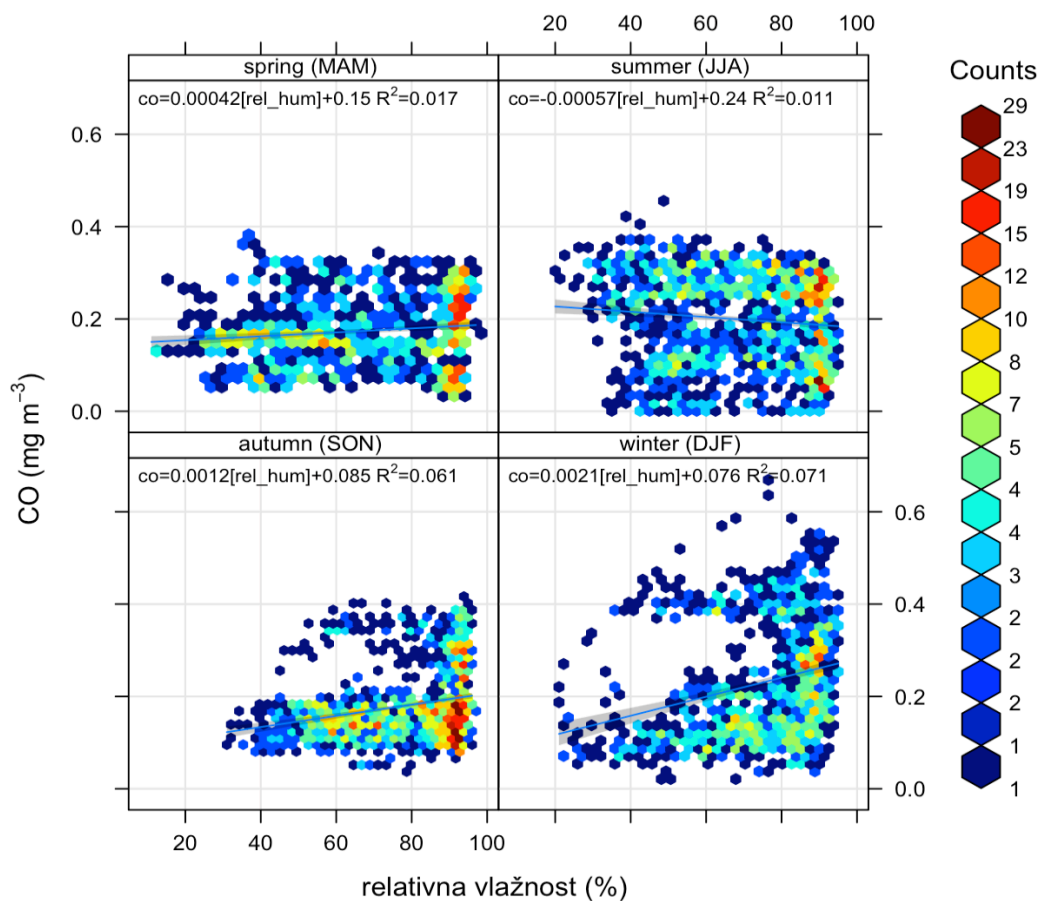 20 40 60 80 100
spring (MAM)
summer (JJA)
co=0.00042[rel_hum]+0.15 R²=0.017
co=-0.00057[rel_hum]+0.24 R²=0.011
0.6
0.4
0.2
0.0
autumn (SON)
winter (DJF)
co=0.0012[rel_hum]+0.085 R²=0.061
co=0.0021[rel_hum]+0.076 R²=0.071
0.6
0.4
0.2
0.0
20 40 60 80 100
relativna vlažnost (%)
CO (mg m⁻³)
Counts
29
23
19
15
12
10
8
7
5
4
4
3
2
2
2
1
1